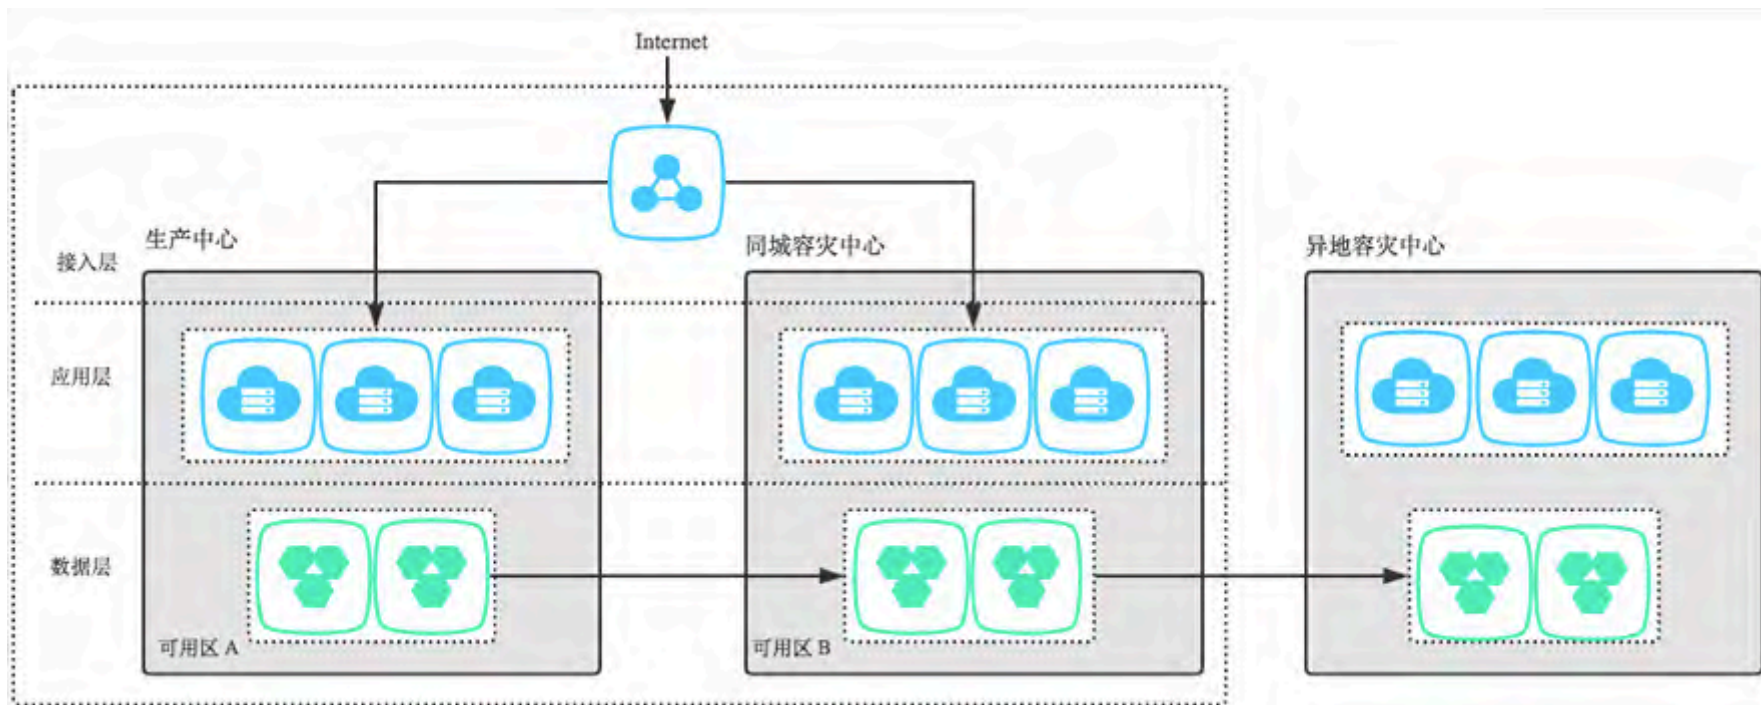 Internet
生产中心
同城容灾中心
异地容灾中心
接入层
应用层
数据层
可用区 A
可用区 B